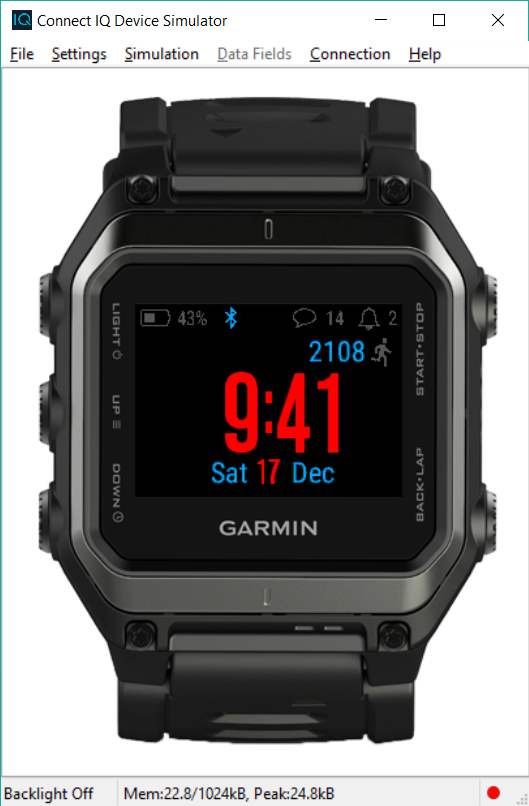 IQ Connect IQ Device Simulator
File Settings Simulation Data Fields Connection Help
LIGHT
UP
DOWN
43% 14 2
2108
9:41
Sat 17 Dec
START·STOP
BACK·LAP
GARMIN
Backlight Off Mem:22.8/1024kB, Peak:24.8kB